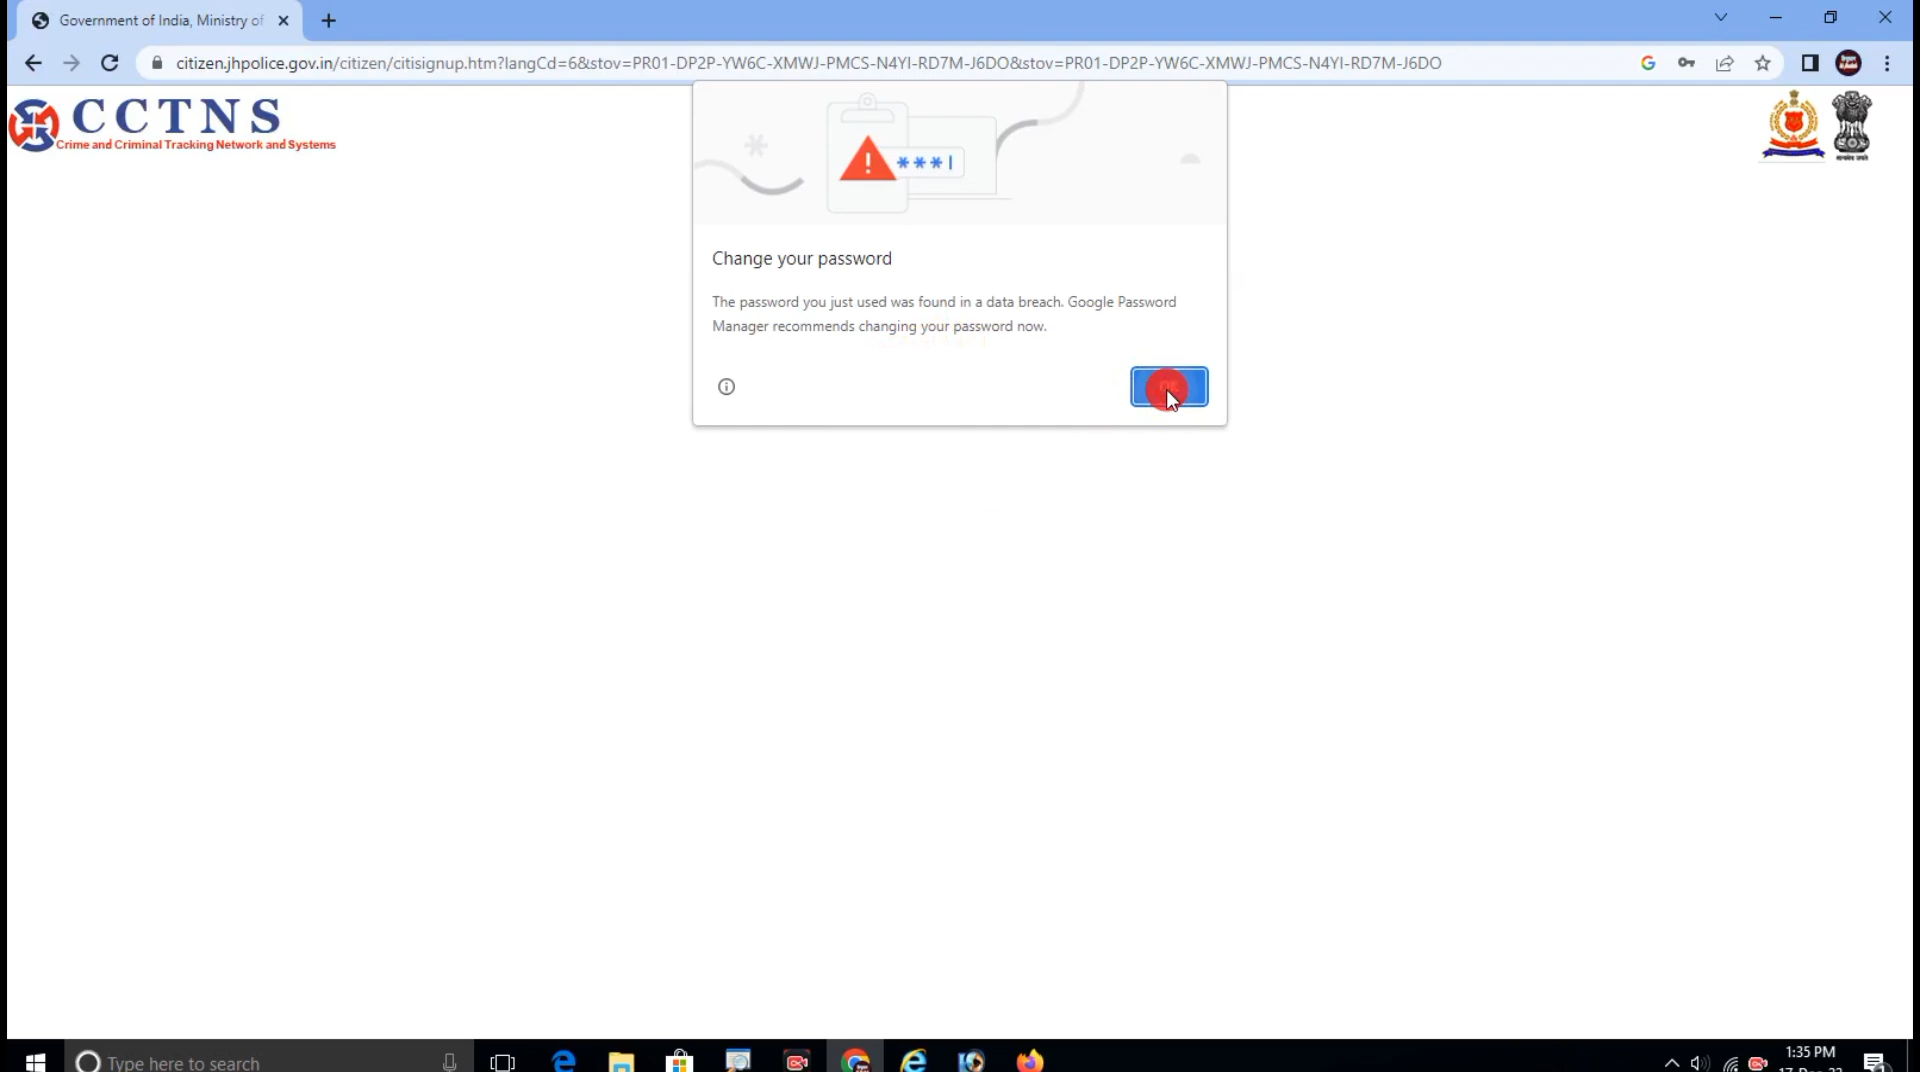 Government of India, Ministry of
citizen.jhpolice.gov.in/citizen/citisignup.htm?langCd=6&stov=PR01-DP2P-YW6C-XMWJ-PMCS-N4YI-RD7M-J6DO&stov=PR01-DP2P-YW6C-XMWJ-PMCS-N4YI-RD7M-J6DO
CCTNS
Crime and Criminal Tracking Network and Systems
***|
Change your password
The password you just used was found in a data breach. Google Password
Manager recommends changing your password now.
Type here to search
1:35 PM